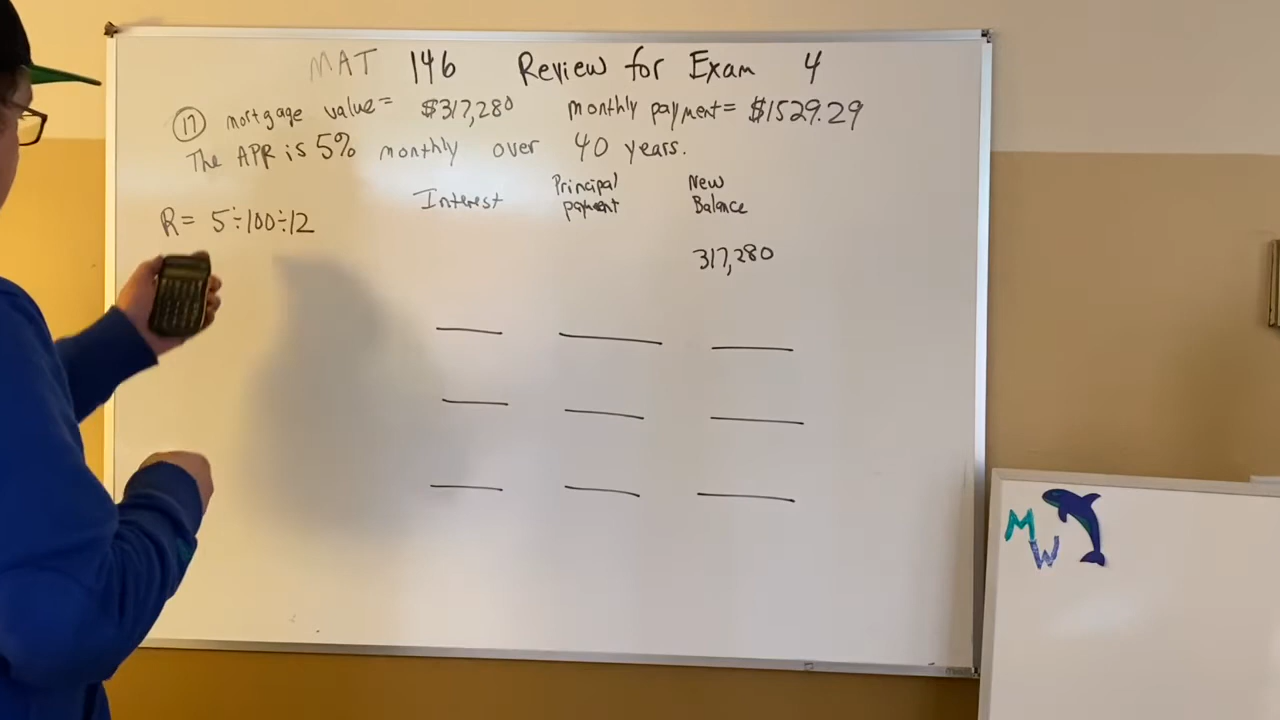 MAT 146 Review for Exam 4
17 mortgage value= $317,280 monthly payment= $1529.29
The APR is 5% monthly over 40 years.
Interest Principal payment New Balance
R= 5÷100÷12
317,280
MW